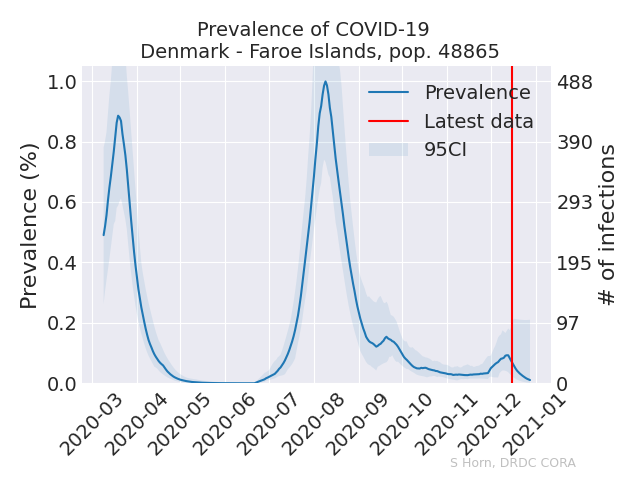 Prevalence of COVID-19
Denmark - Faroe Islands, pop. 48865
Prevalence (%)
1.0
0.8
0.6
0.4
0.2
0.0
Prevalence
Latest data
95CI
488
390
293
195
97
0
# of infections
2020-03
2020-04
2020-05
2020-06
2020-07
2020-08
2020-09
2020-10
2020-11
2020-12
2021-01
S Horn, DRDC CORA